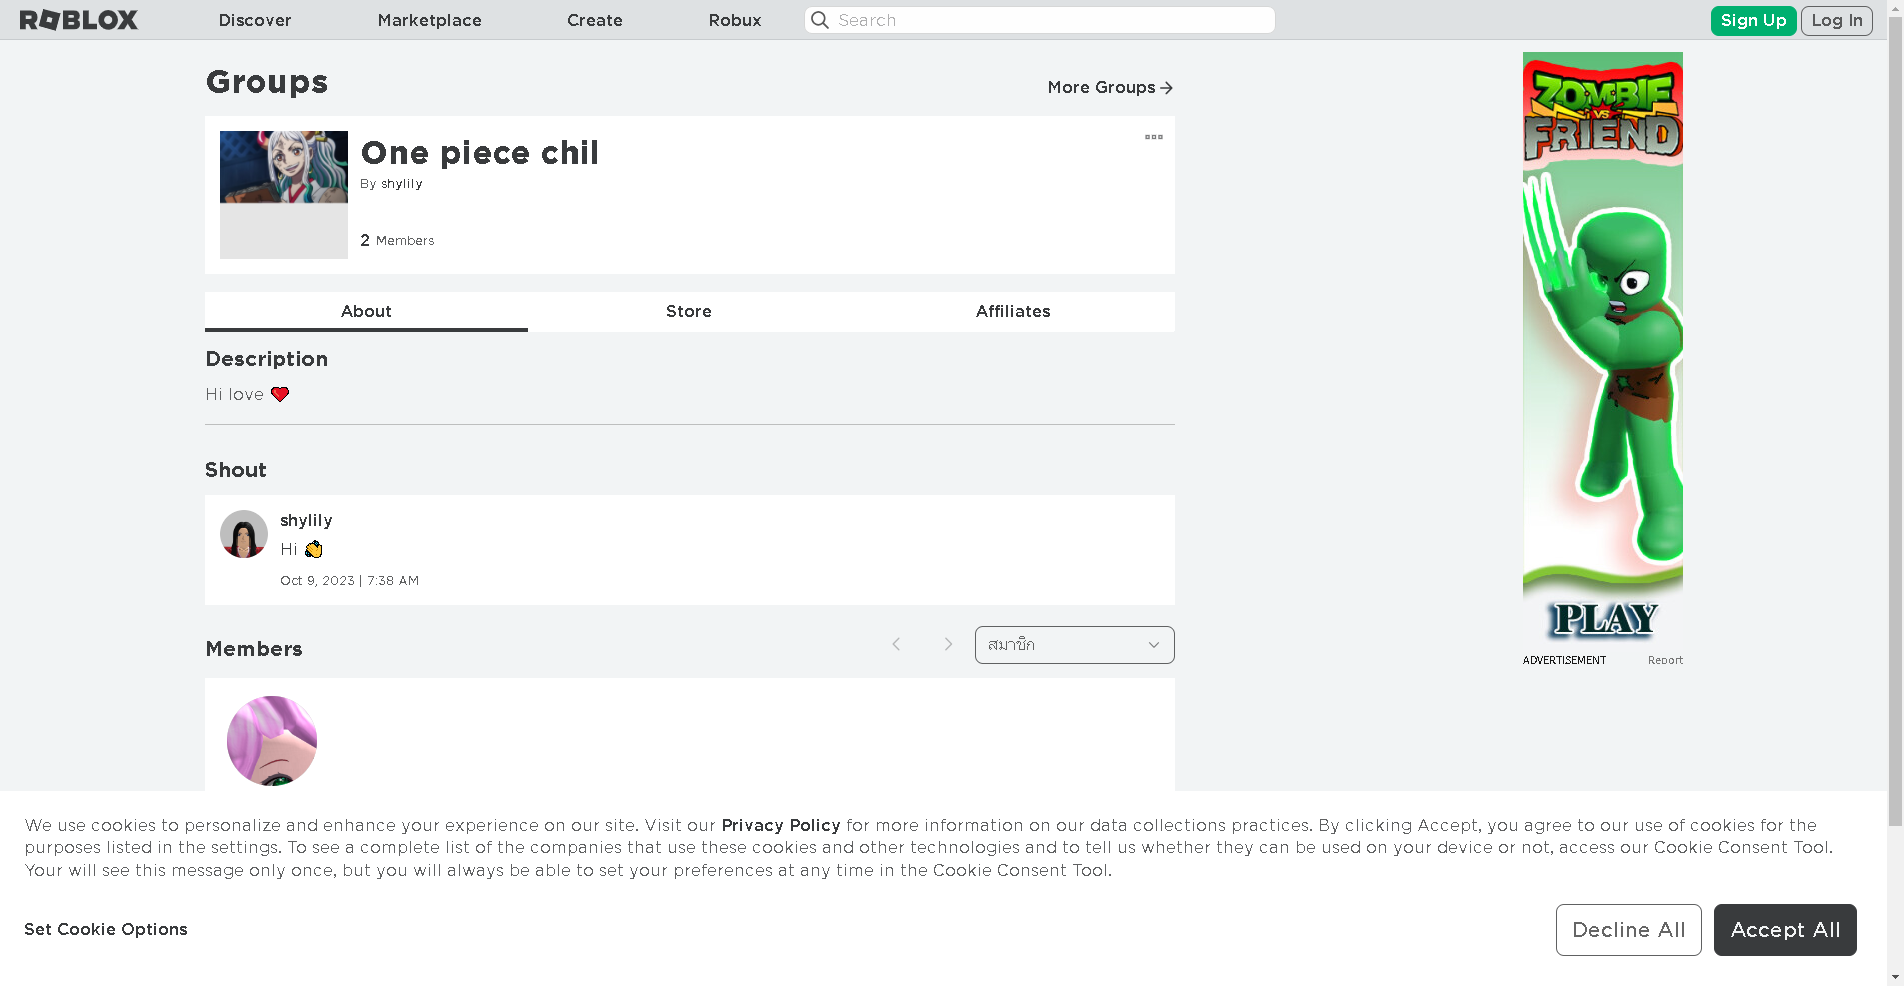 ROBLOX
Discover
Marketplace
Create
Robux
Search
Sign Up
Log In
Groups
More Groups
One piece chil
By shylily
2 Members
About
Store
Affiliates
Description
Hi love ❤️
Shout
shylily
Hi 👋
Oct 9, 2023 | 7:38 AM
Members
สมาชิก
ZOMBIE
VS
FRIEND
PLAY
ADVERTISEMENT
Report
We use cookies to personalize and enhance your experience on our site. Visit our Privacy Policy for more information on our data collections practices. By clicking Accept, you agree to our use of cookies for the
purposes listed in the settings. To see a complete list of the companies that use these cookies and other technologies and to tell us whether they can be used on your device or not, access our Cookie Consent Tool.
Your will see this message only once, but you will always be able to set your preferences at any time in the Cookie Consent Tool.
Set Cookie Options
Decline All
Accept All